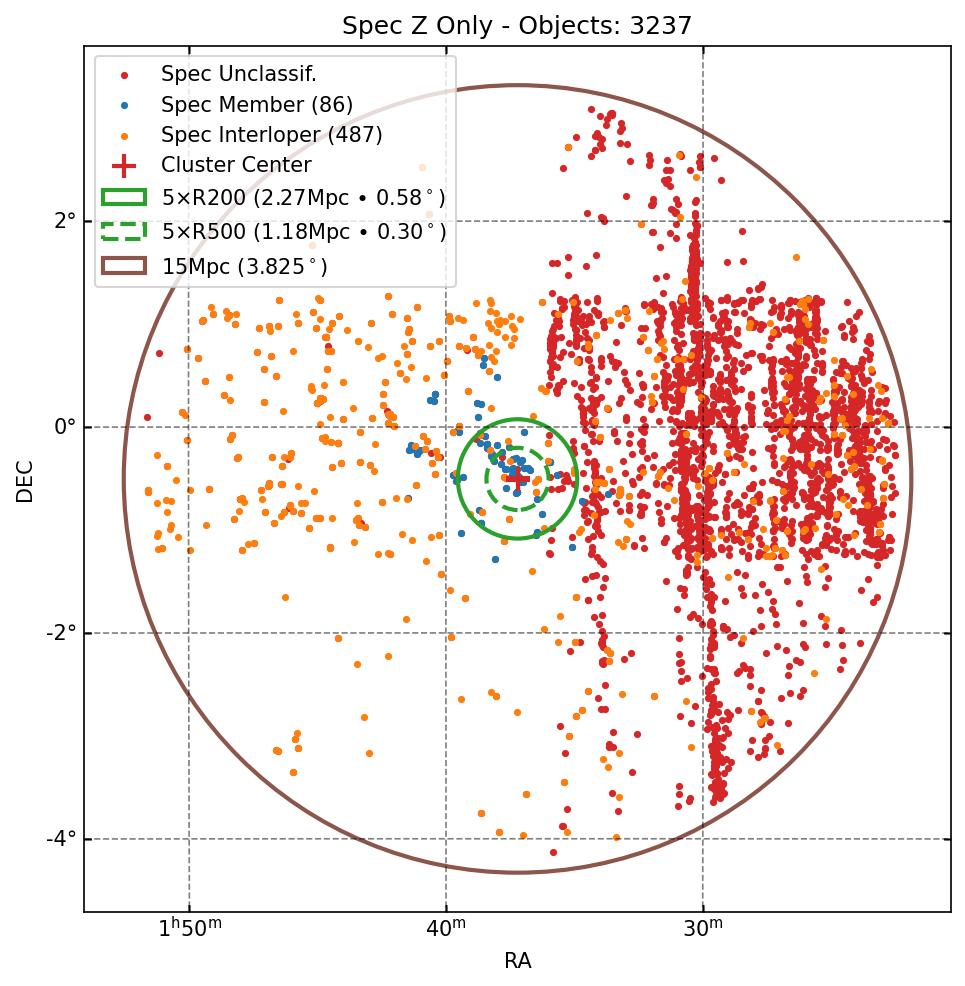 Spec Z Only - Objects: 3237
Spec Unclassif.
Spec Member (86)
Spec Interloper (487)
Cluster Center
5×R200 (2.27Mpc • 0.58°)
5×R500 (1.18Mpc • 0.30°)
15Mpc (3.825°)
2°
0°
-2°
-4°
DEC
1ʰ50ᵐ
40ᵐ
30ᵐ
RA